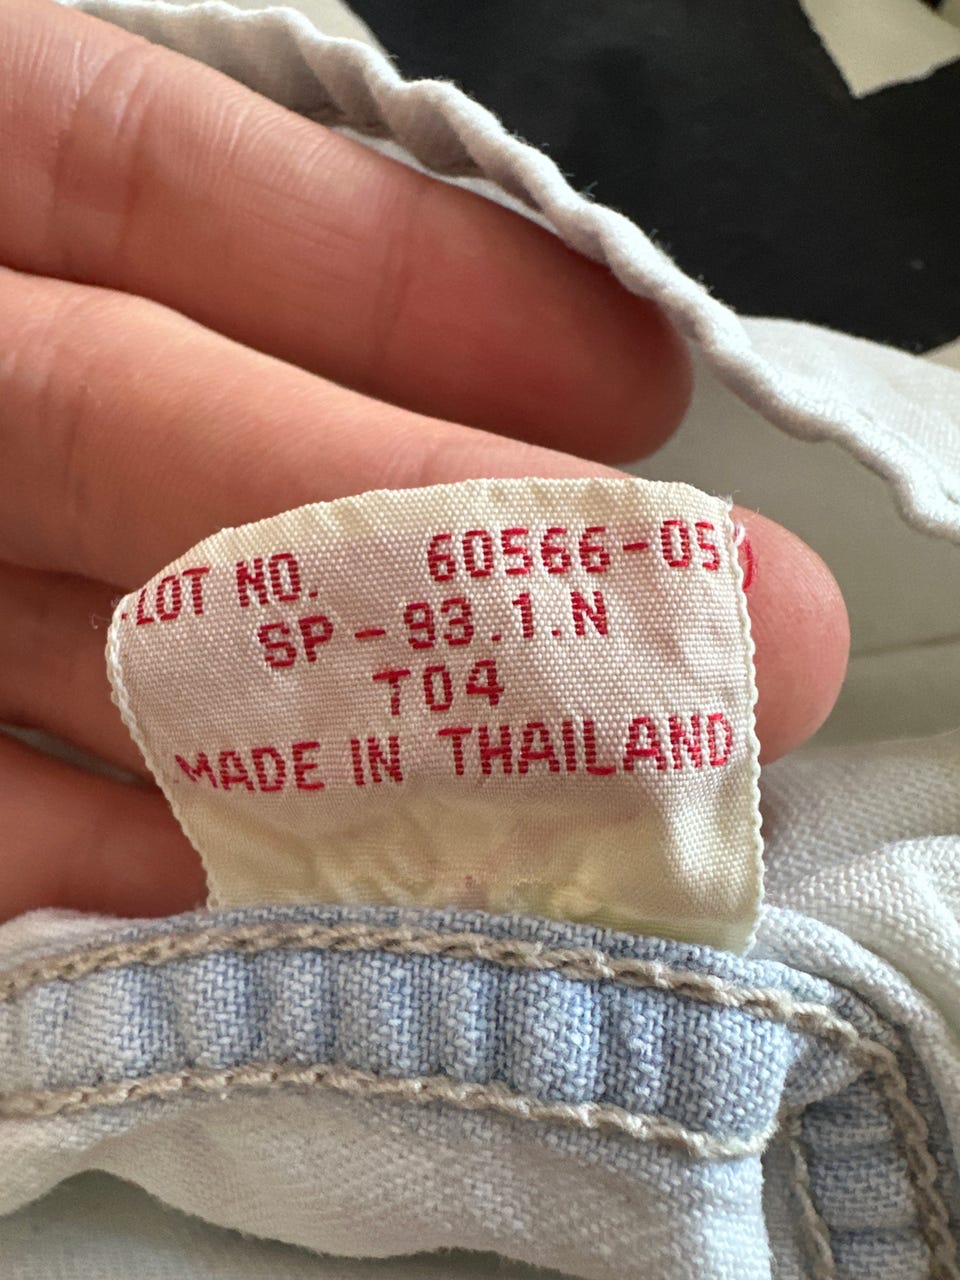 LOT NO. 60566-05
SP-93.1.N
T04
MADE IN THAILAND